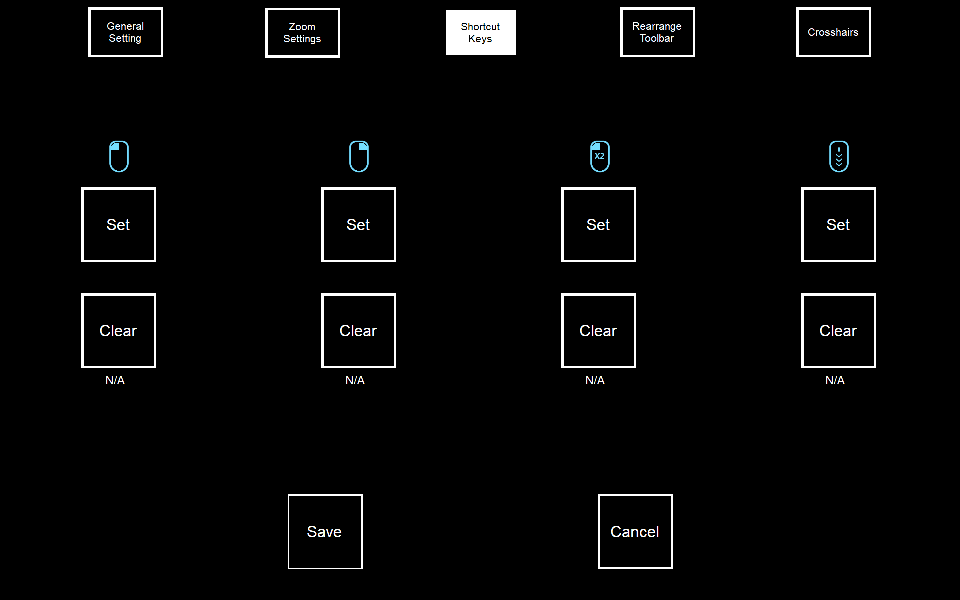 General
Setting
Zoom
Settings
Shortcut
Keys
Rearrange
Toolbar
Crosshairs
X2
Set
Set
Set
Set
Clear
Clear
Clear
Clear
N/A
N/A
N/A
N/A
Save
Cancel